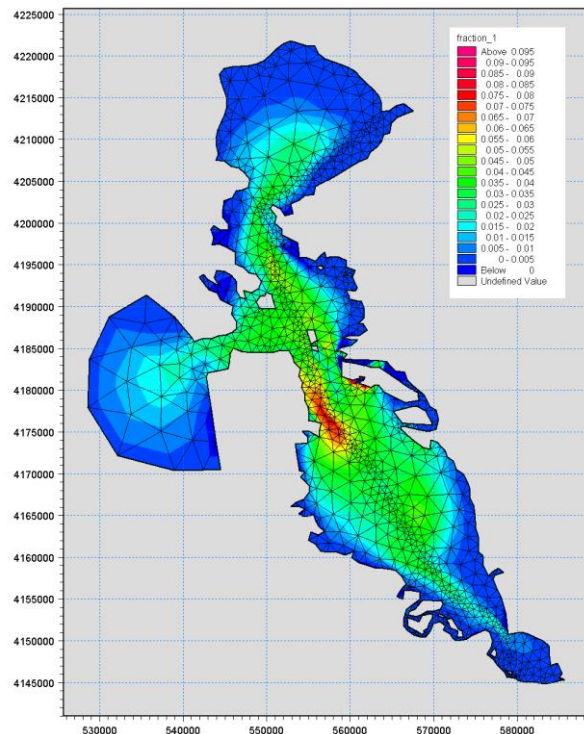 fraction_1
Above 0.095
0.09 - 0.095
0.085 - 0.09
0.08 - 0.085
0.075 - 0.08
0.07 - 0.075
0.065 - 0.07
0.06 - 0.065
0.055 - 0.06
0.05 - 0.055
0.045 - 0.05
0.04 - 0.045
0.035 - 0.04
0.03 - 0.035
0.025 - 0.03
0.02 - 0.025
0.015 - 0.02
0.01 - 0.015
0.005 - 0.01
0 - 0.005
Below 0
Undefined Value
4225000
4220000
4215000
4210000
4205000
4200000
4195000
4190000
4185000
4180000
4175000
4170000
4165000
4160000
4155000
4150000
4145000
530000
540000
550000
560000
570000
580000